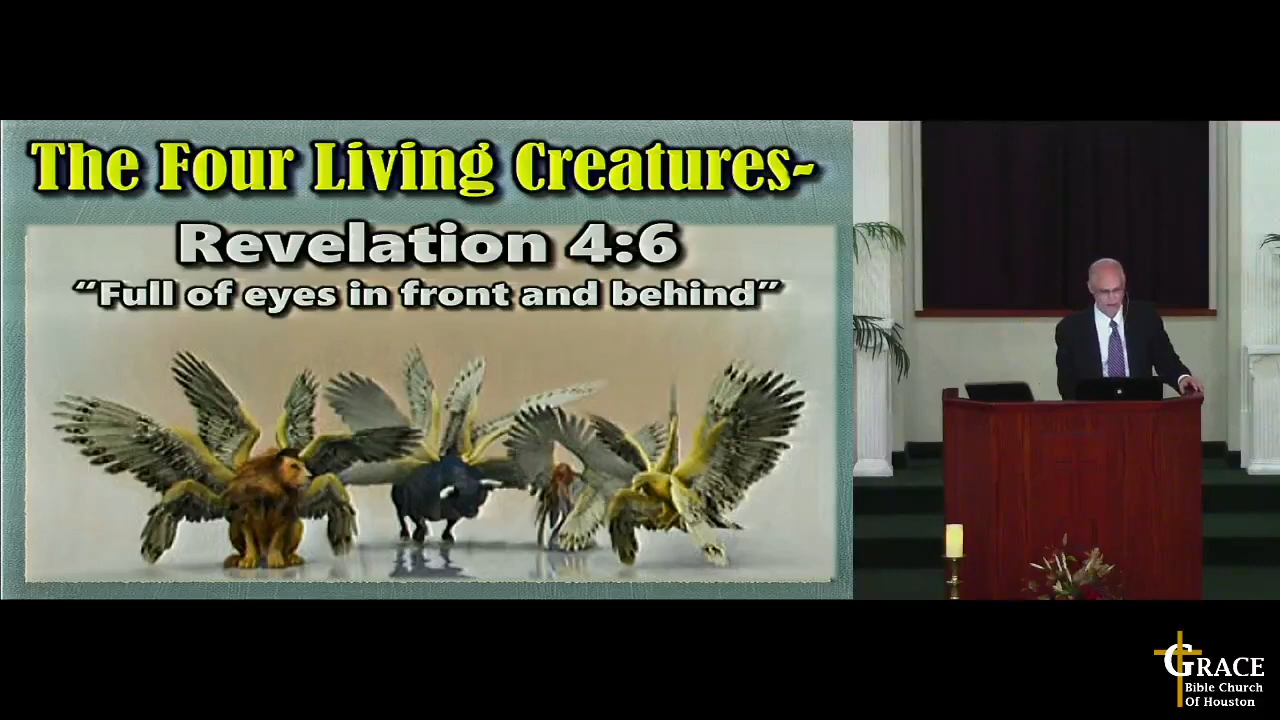 The Four Living Creatures-
Revelation 4:6
“Full of eyes in front and behind”
GRACE
Bible Church
Of Houston